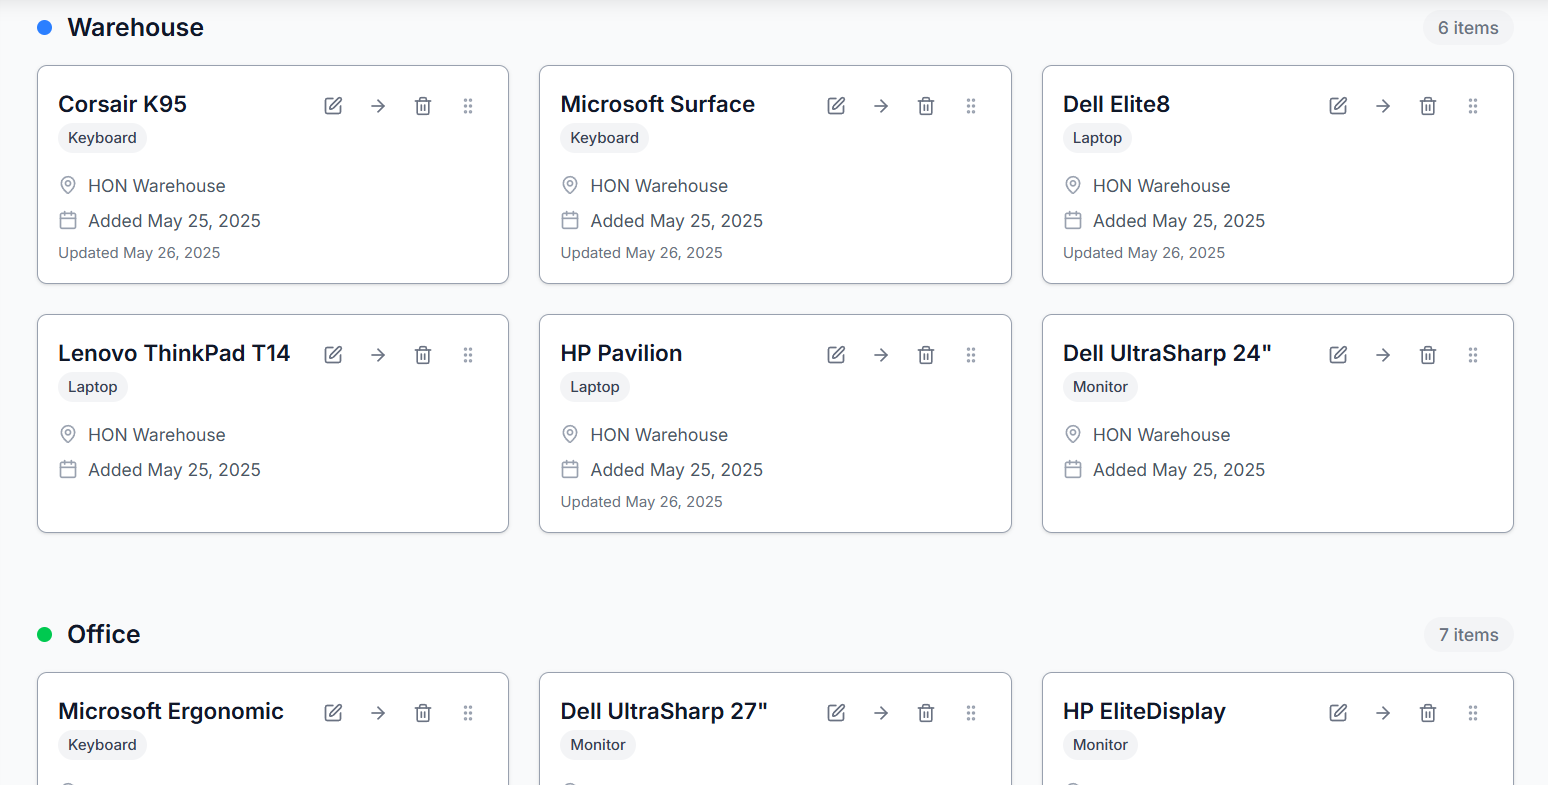 Warehouse
6 items
Corsair K95
Keyboard
HON Warehouse
Added May 25, 2025
Updated May 26, 2025
Microsoft Surface
Keyboard
HON Warehouse
Added May 25, 2025
Updated May 26, 2025
Dell Elite8
Laptop
HON Warehouse
Added May 25, 2025
Updated May 26, 2025
Lenovo ThinkPad T14
Laptop
HON Warehouse
Added May 25, 2025
HP Pavilion
Laptop
HON Warehouse
Added May 25, 2025
Updated May 26, 2025
Dell UltraSharp 24"
Monitor
HON Warehouse
Added May 25, 2025
Office
7 items
Microsoft Ergonomic
Keyboard
Dell UltraSharp 27"
Monitor
HP EliteDisplay
Monitor